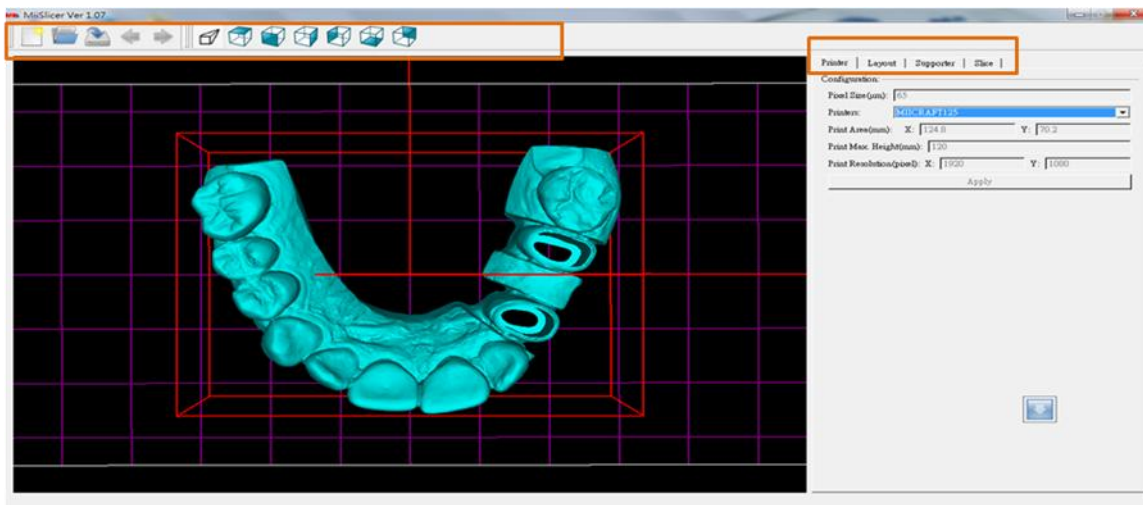 MiiSlicer Ver 1.07
Printer | Layout | Supporter | Slice |
Configuration:
Pixel Size(μm): 65
Printers: MIICRAFT125
Print Area(mm): X: 124.8 Y: 70.2
Print Max. Height(mm): 120
Print Resolution(pixel): X: 1920 Y: 1080
Apply